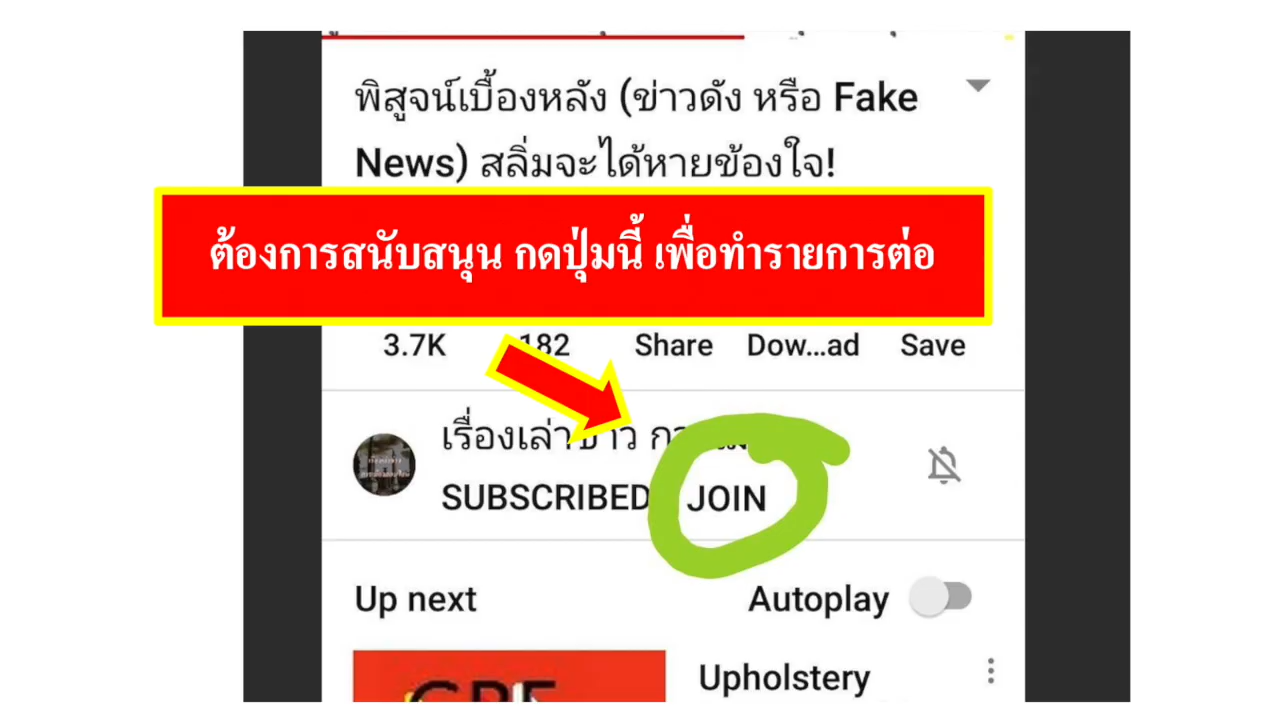 พิสูจน์เบื้องหลัง (ข่าวดัง หรือ Fake
News) สลิ่มจะได้หายข้องใจ!
ต้องการสนับสนุน กดปุ่มนี้ เพื่อทำรายการต่อ
3.7K 182 Share Dow...ad Save
เรื่องเล่าข่าว
SUBSCRIBED JOIN
Up next Autoplay
Upholstery